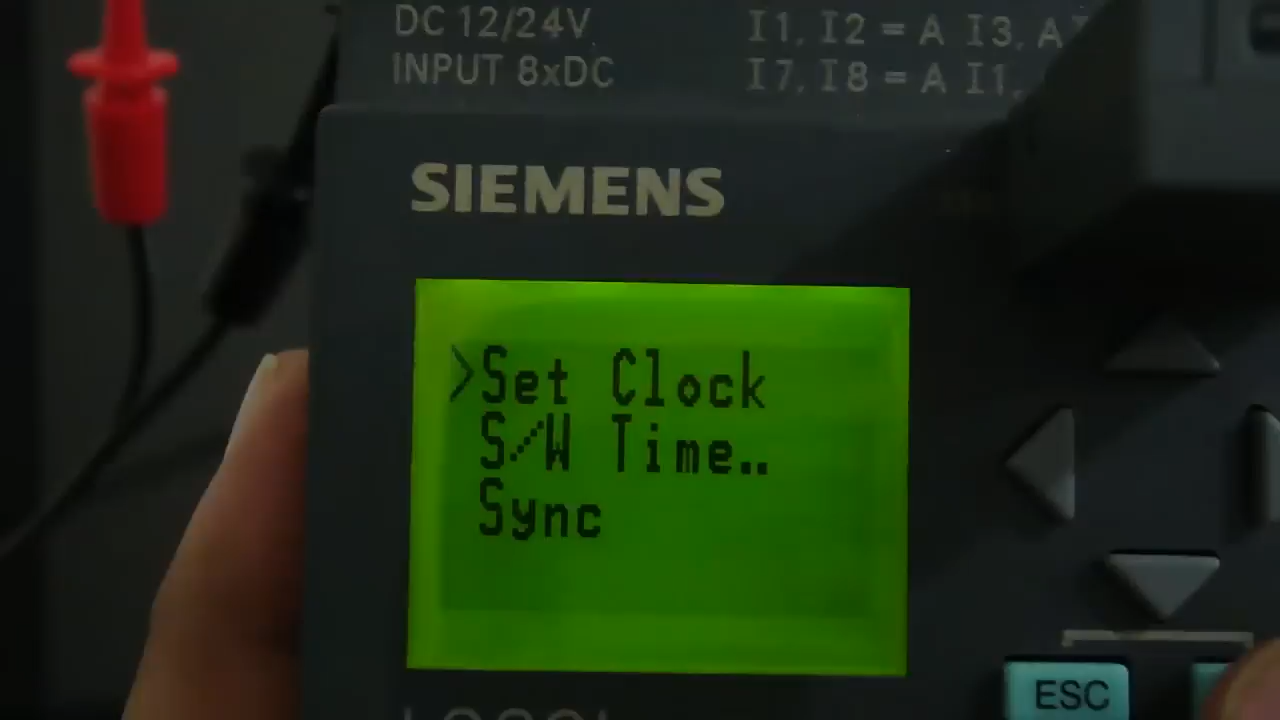 DC 12/24V
INPUT 8xDC
I1, I2 = A I3,
I7, I8 = A I1,
SIEMENS
>Set Clock
S/W Time..
Sync
ESC